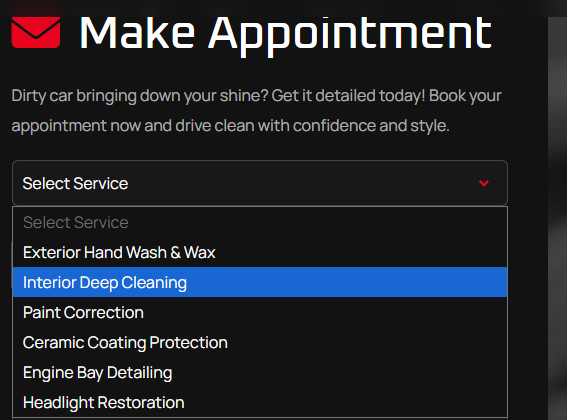 Make Appointment
Dirty car bringing down your shine? Get it detailed today! Book your
appointment now and drive clean with confidence and style.
Select Service
Select Service
Exterior Hand Wash & Wax
Interior Deep Cleaning
Paint Correction
Ceramic Coating Protection
Engine Bay Detailing
Headlight Restoration